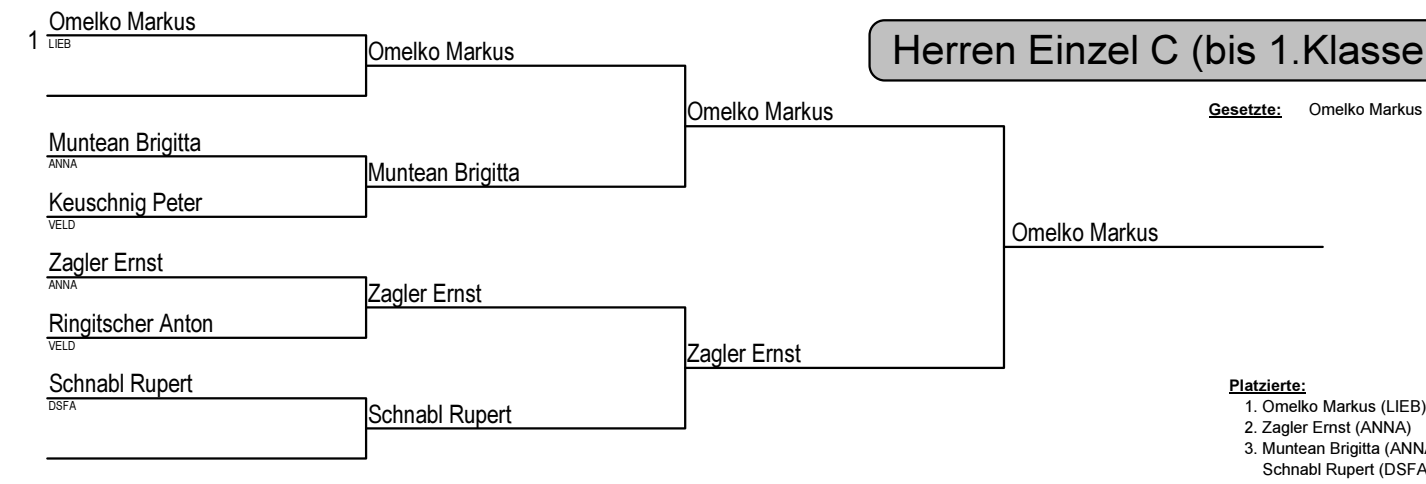 Omelko Markus
1 LIEB
Omelko Markus
Herren Einzel C (bis 1.Klasse
Omelko Markus
Gesetzte: Omelko Markus
Muntean Brigitta
ANNA
Muntean Brigitta
Keuschnig Peter
VELD
Omelko Markus
Zagler Ernst
ANNA
Zagler Ernst
Ringitscher Anton
VELD
Zagler Ernst
Schnabl Rupert
DSFA
Schnabl Rupert
Platzierte:
1. Omelko Markus (LIEB)
2. Zagler Ernst (ANNA)
3. Muntean Brigitta (ANNA
Schnabl Rupert (DSFA